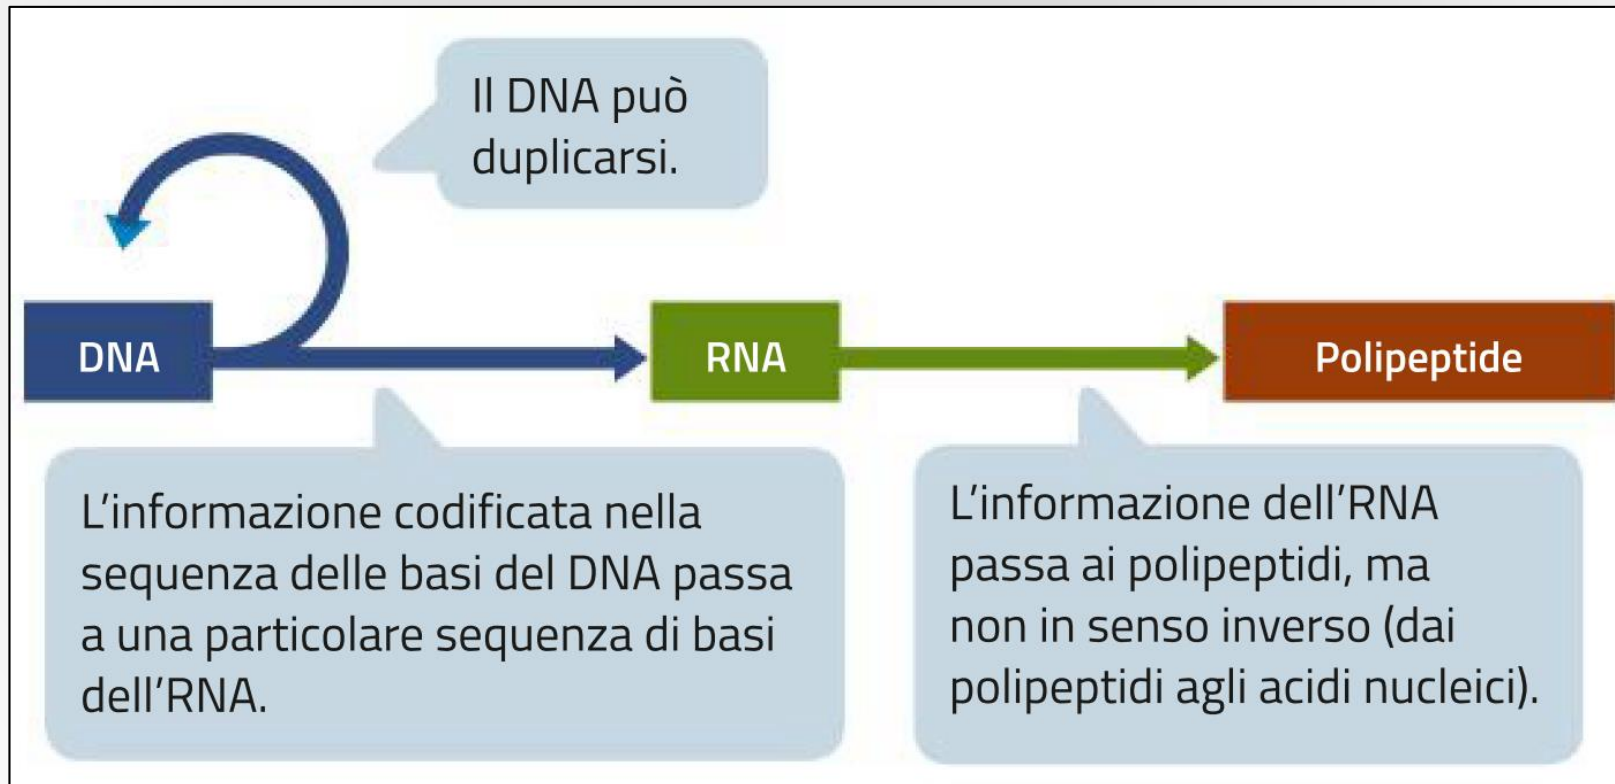 Il DNA può
duplicarsi.
DNA
RNA
Polipeptide
L'informazione codificata nella
sequenza delle basi del DNA passa
a una particolare sequenza di basi
dell'RNA.
L'informazione dell'RNA
passa ai polipeptidi, ma
non in senso inverso (dai
polipeptidi agli acidi nucleici).